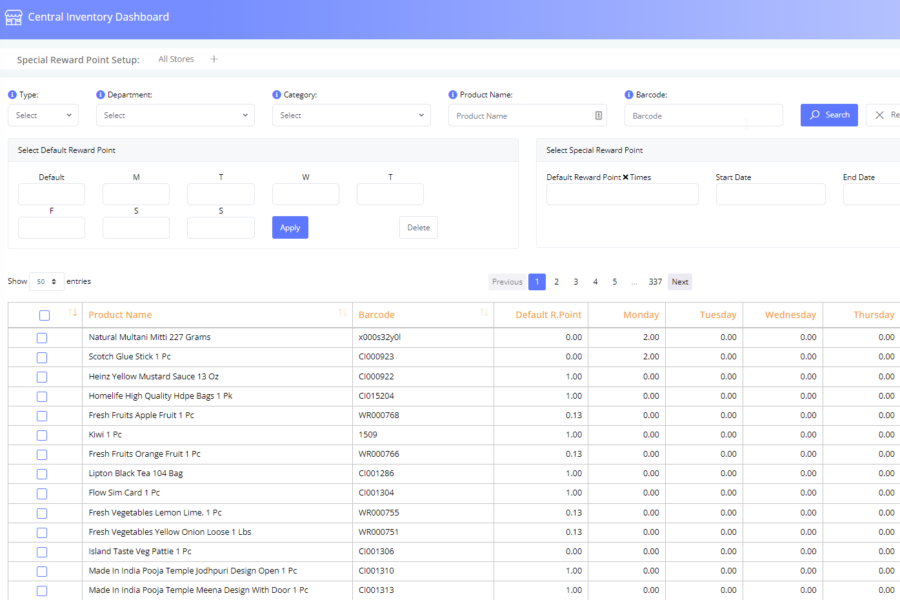 Central Inventory Dashboard
Special Reward Point Setup: All Stores +
Type: Department: Category: Product Name: Barcode:
Select Select Select Product Name Barcode Search Re
Select Default Reward Point Select Special Reward Point
Default M T W T Default Reward Point ✖ Times Start Date End Date
F S S
Apply Delete
Show 50 entries Previous 1 2 3 4 5 ... 337 Next
Product Name Barcode Default R.Point Monday Tuesday Wednesday Thursday
Natural Multani Mitti 227 Grams x000s32y0l 0.00 2.00 0.00 0.00 0.00
Scotch Glue Stick 1 Pc CI000923 0.00 2.00 0.00 0.00 0.00
Heinz Yellow Mustard Sauce 13 Oz CI000922 1.00 0.00 0.00 0.00 0.00
Homelife High Quality Hdpe Bags 1 Pk CI015204 1.00 0.00 0.00 0.00 0.00
Fresh Fruits Apple Fruit 1 Pc WR000768 0.13 0.00 0.00 0.00 0.00
Kiwi 1 Pc 1509 1.00 0.00 0.00 0.00 0.00
Fresh Fruits Orange Fruit 1 Pc WR000766 0.13 0.00 0.00 0.00 0.00
Lipton Black Tea 104 Bag CI001286 1.00 0.00 0.00 0.00 0.00
Flow Sim Card 1 Pc CI001304 1.00 0.00 0.00 0.00 0.00
Fresh Vegetables Lemon Lime. 1 Pc WR000755 0.13 0.00 0.00 0.00 0.00
Fresh Vegetables Yellow Onion Loose 1 Lbs WR000751 0.13 0.00 0.00 0.00 0.00
Island Taste Veg Pattie 1 Pc CI001306 0.00 0.00 0.00 0.00 0.00
Made In India Pooja Temple Jodhpuri Design Open 1 Pc CI001310 1.00 0.00 0.00 0.00 0.00
Made In India Pooja Temple Meena Design With Door 1 Pc CI001313 1.00 0.00 0.00 0.00 0.00